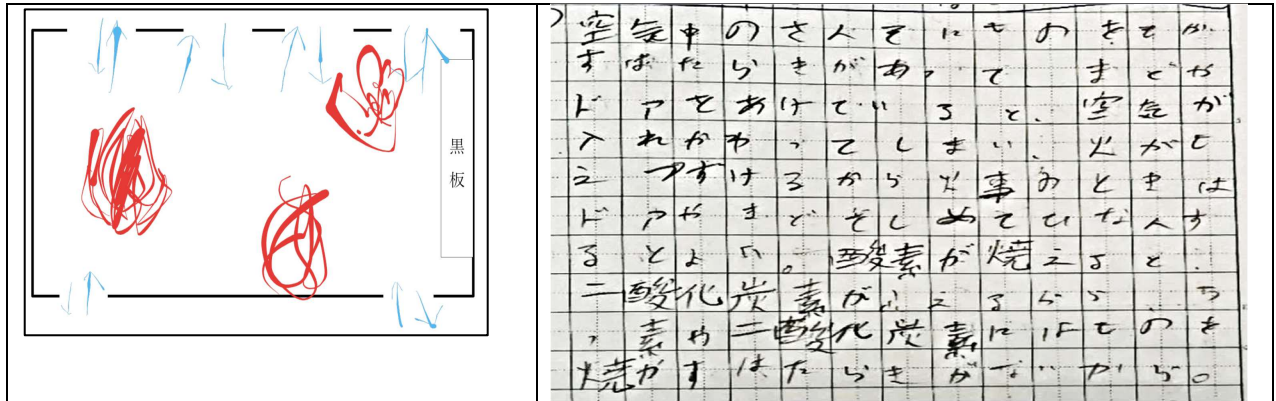 黒板
空気中のさんそにものをもか
すはたらきがあって まどや
ドアをあけていると、空気が
入れかわってしまい、火がも
え つずけるから火事のときは
ドアやまどをしめてひなんす
るとよい。酸素が焼えると、
二酸化炭素がふえるから、ち
っ素や二酸化炭素にはものを
焼かすはたらきがないから。